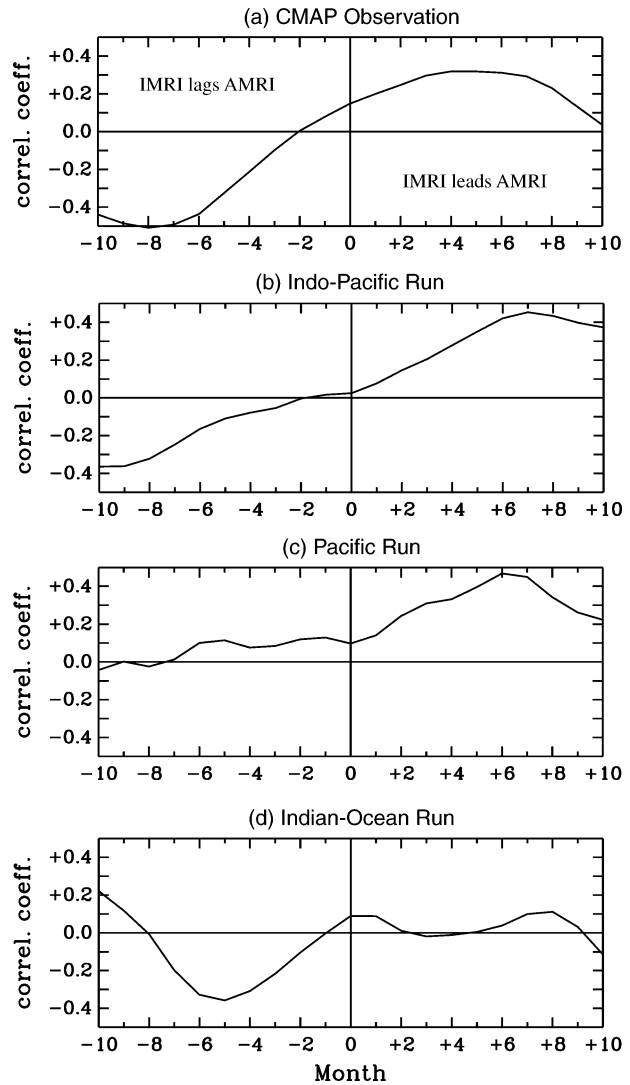 (a) CMAP Observation
correl. coeff.
+0.4
+0.2
0.0
−0.2
−0.4
IMRI lags AMRI
IMRI leads AMRI
−10 −8 −6 −4 −2 0 +2 +4 +6 +8 +10
(b) Indo-Pacific Run
correl. coeff.
+0.4
+0.2
0.0
−0.2
−0.4
−10 −8 −6 −4 −2 0 +2 +4 +6 +8 +10
(c) Pacific Run
correl. coeff.
+0.4
+0.2
0.0
−0.2
−0.4
−10 −8 −6 −4 −2 0 +2 +4 +6 +8 +10
(d) Indian-Ocean Run
correl. coeff.
+0.4
+0.2
0.0
−0.2
−0.4
−10 −8 −6 −4 −2 0 +2 +4 +6 +8 +10
Month